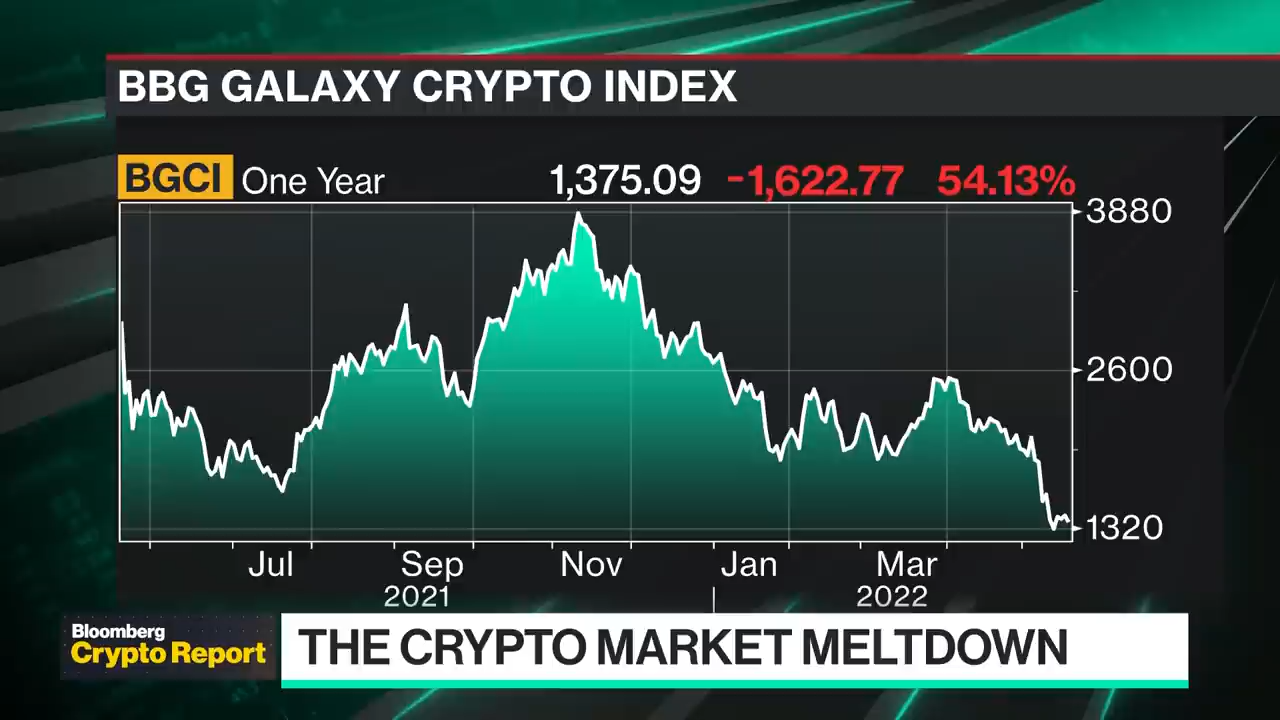 BBG GALAXY CRYPTO INDEX
BGCI One Year 1,375.09 -1,622.77 54.13%
3880
2600
1320
Jul Sep Nov Jan Mar
2021 2022
Bloomberg
Crypto Report
THE CRYPTO MARKET MELTDOWN